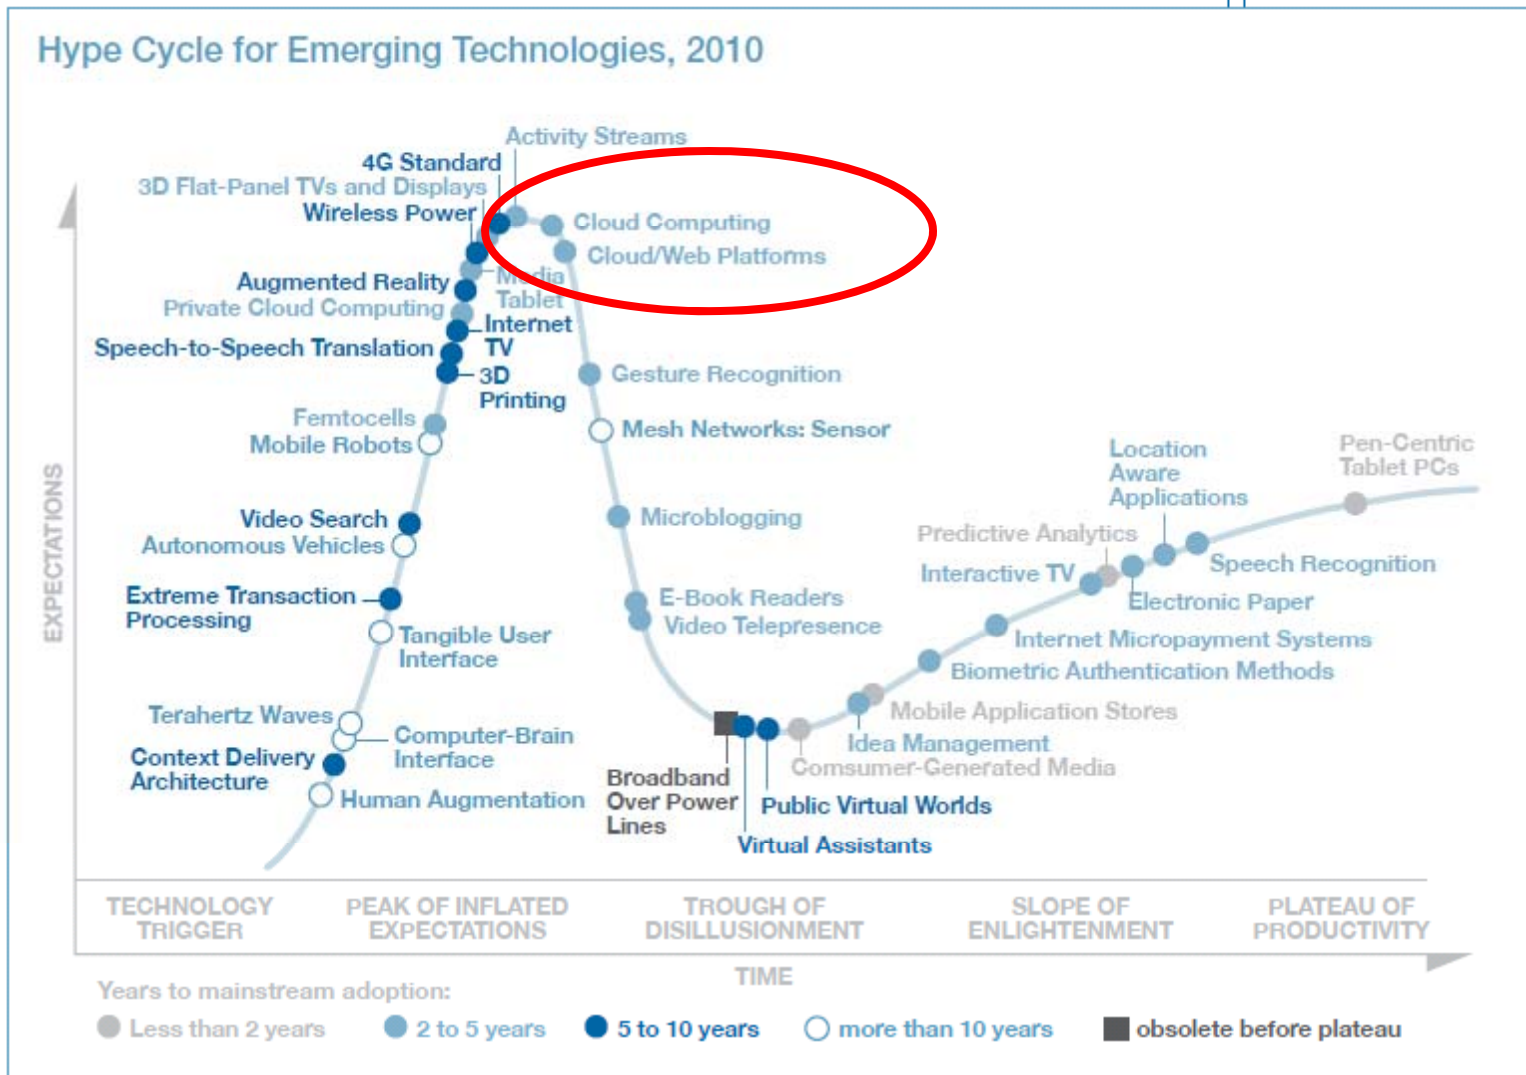 Hype Cycle for Emerging Technologies, 2010
Activity Streams
4G Standard
3D Flat-Panel TVs and Displays
Wireless Power
Cloud Computing
Cloud/Web Platforms
Augmented Reality
Media
Tablet
Private Cloud Computing
Internet
TV
Speech-to-Speech Translation
3D
Printing
Gesture Recognition
Femtocells
Mobile Robots
Mesh Networks: Sensor
Pen-Centric
Tablet PCs
Location
Aware
Applications
Video Search
Autonomous Vehicles
Microblogging
Predictive Analytics
Interactive TV
Speech Recognition
Electronic Paper
Extreme Transaction
Processing
E-Book Readers
Video Telepresence
Tangible User
Interface
Internet Micropayment Systems
Biometric Authentication Methods
Terahertz Waves
Computer-Brain
Interface
Mobile Application Stores
Idea Management
Context Delivery
Architecture
Comsumer-Generated Media
Human Augmentation
Broadband
Over Power
Lines
Public Virtual Worlds
Virtual Assistants
EXPECTATIONS
TECHNOLOGY
TRIGGER
PEAK OF INFLATED
EXPECTATIONS
TROUGH OF
DISILLUSIONMENT
SLOPE OF
ENLIGHTENMENT
PLATEAU OF
PRODUCTIVITY
TIME
Years to mainstream adoption:
Less than 2 years
2 to 5 years
5 to 10 years
more than 10 years
obsolete before plateau